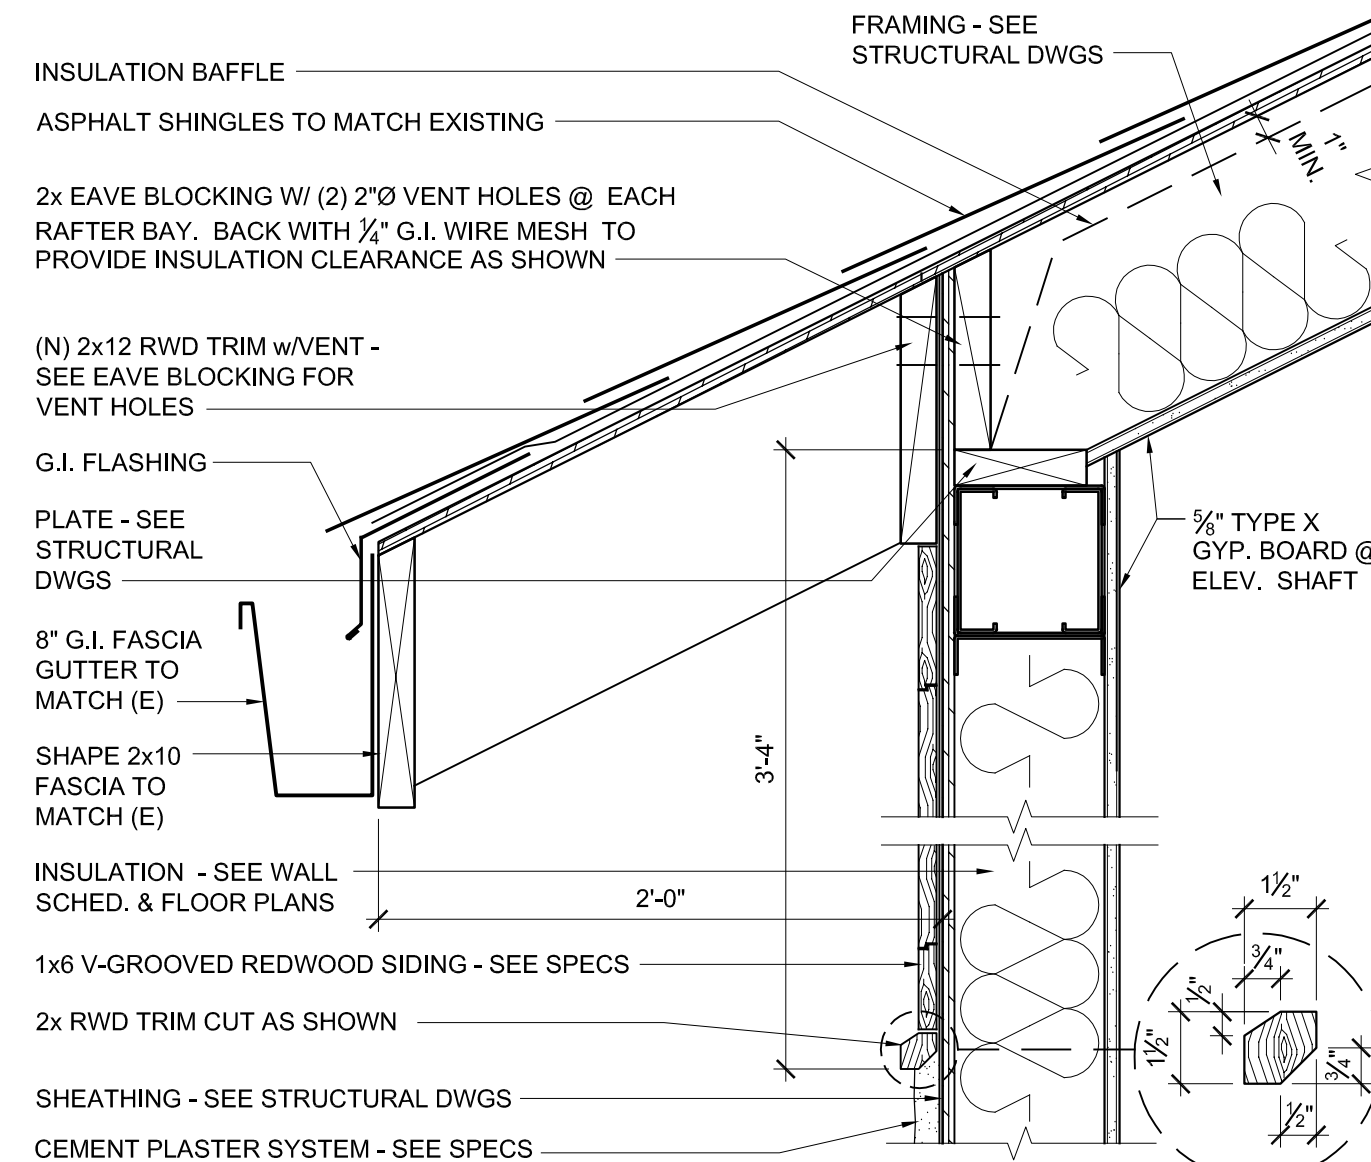 FRAMING - SEE
STRUCTURAL DWGS
INSULATION BAFFLE
ASPHALT SHINGLES TO MATCH EXISTING
1"
MIN.
2x EAVE BLOCKING W/ (2) 2"Ø VENT HOLES @ EACH
RAFTER BAY. BACK WITH 1/4" G.I. WIRE MESH TO
PROVIDE INSULATION CLEARANCE AS SHOWN
(N) 2x12 RWD TRIM w/VENT -
SEE EAVE BLOCKING FOR
VENT HOLES
G.I. FLASHING
PLATE - SEE
STRUCTURAL
DWGS
5/8" TYPE X
GYP. BOARD @
ELEV. SHAFT
8" G.I. FASCIA
GUTTER TO
MATCH (E)
SHAPE 2x10
FASCIA TO
MATCH (E)
3'-4"
INSULATION - SEE WALL
SCHED. & FLOOR PLANS
2'-0"
1x6 V-GROOVED REDWOOD SIDING - SEE SPECS
2x RWD TRIM CUT AS SHOWN
SHEATHING - SEE STRUCTURAL DWGS
CEMENT PLASTER SYSTEM - SEE SPECS
1 1/2"
3/4"
1/2"
1 1/2"
3/4"
1/2"